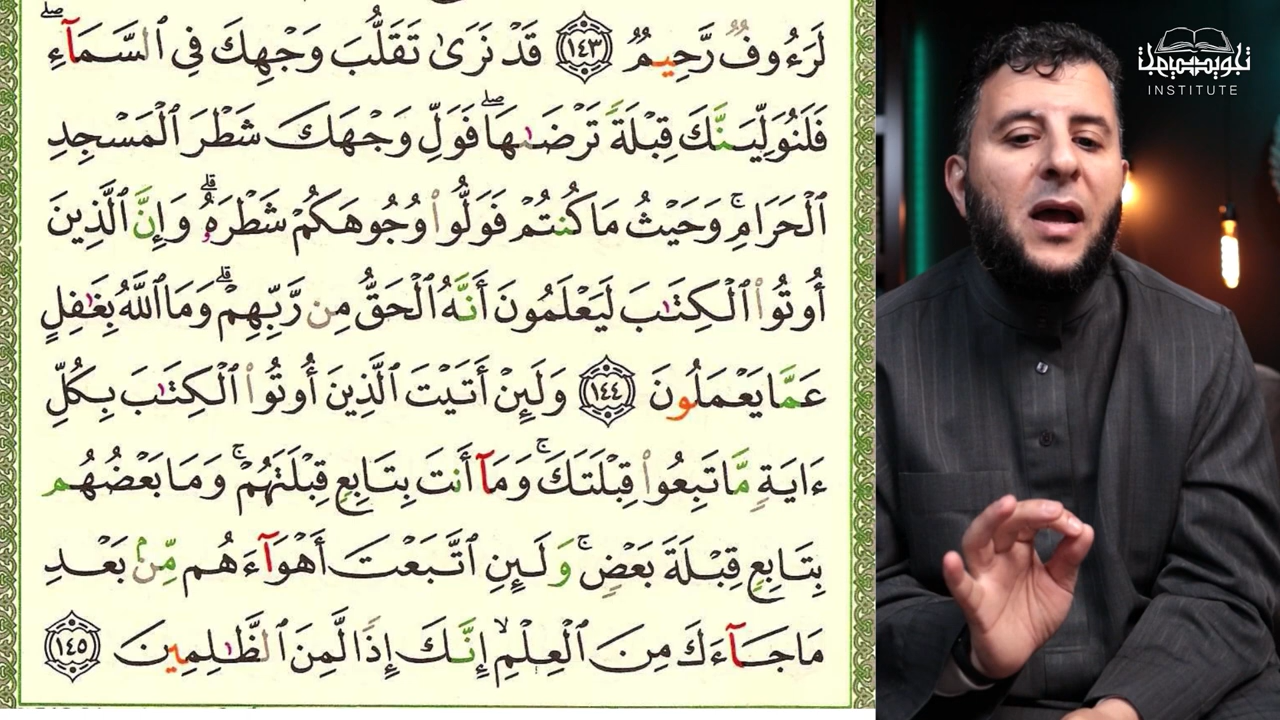 لَرَءُوفٌ رَّحِيمٌ ١٤٣ قَدْ نَرَىٰ تَقَلُّبَ وَجْهِكَ فِي ٱلسَّمَآءِۖ
فَلَنُوَلِّيَنَّكَ قِبْلَةً تَرْضَىٰهَاۖ فَوَلِّ وَجْهَكَ شَطْرَ ٱلْمَسْجِدِ
ٱلْحَرَامِۚ وَحَيْثُ مَا كُنتُمْ فَوَلُّوا۟ وُجُوهَكُمْ شَطْرَهُۥۗ وَإِنَّ ٱلَّذِينَ
أُوتُوا۟ ٱلْكِتَٰبَ لَيَعْلَمُونَ أَنَّهُ ٱلْحَقُّ مِن رَّبِّهِمْۗ وَمَا ٱللَّهُ بِغَٰفِلٍ
عَمَّا يَعْمَلُونَ ١٤٤ وَلَئِنْ أَتَيْتَ ٱلَّذِينَ أُوتُوا۟ ٱلْكِتَٰبَ بِكُلِّ
ءَايَةٍ مَّا تَبِعُوا۟ قِبْلَتَكَۚ وَمَآ أَنتَ بِتَابِعٍ قِبْلَتَهُمْۚ وَمَا بَعْضُهُم
بِتَابِعٍ قِبْلَةَ بَعْضٍۚ وَلَئِنِ ٱتَّبَعْتَ أَهْوَآءَهُم مِّنۢ بَعْدِ
مَا جَآءَكَ مِنَ ٱلْعِلْمِۙ إِنَّكَ إِذًا لَّمِنَ ٱلظَّٰلِمِينَ ١٤٥
INSTITUTE